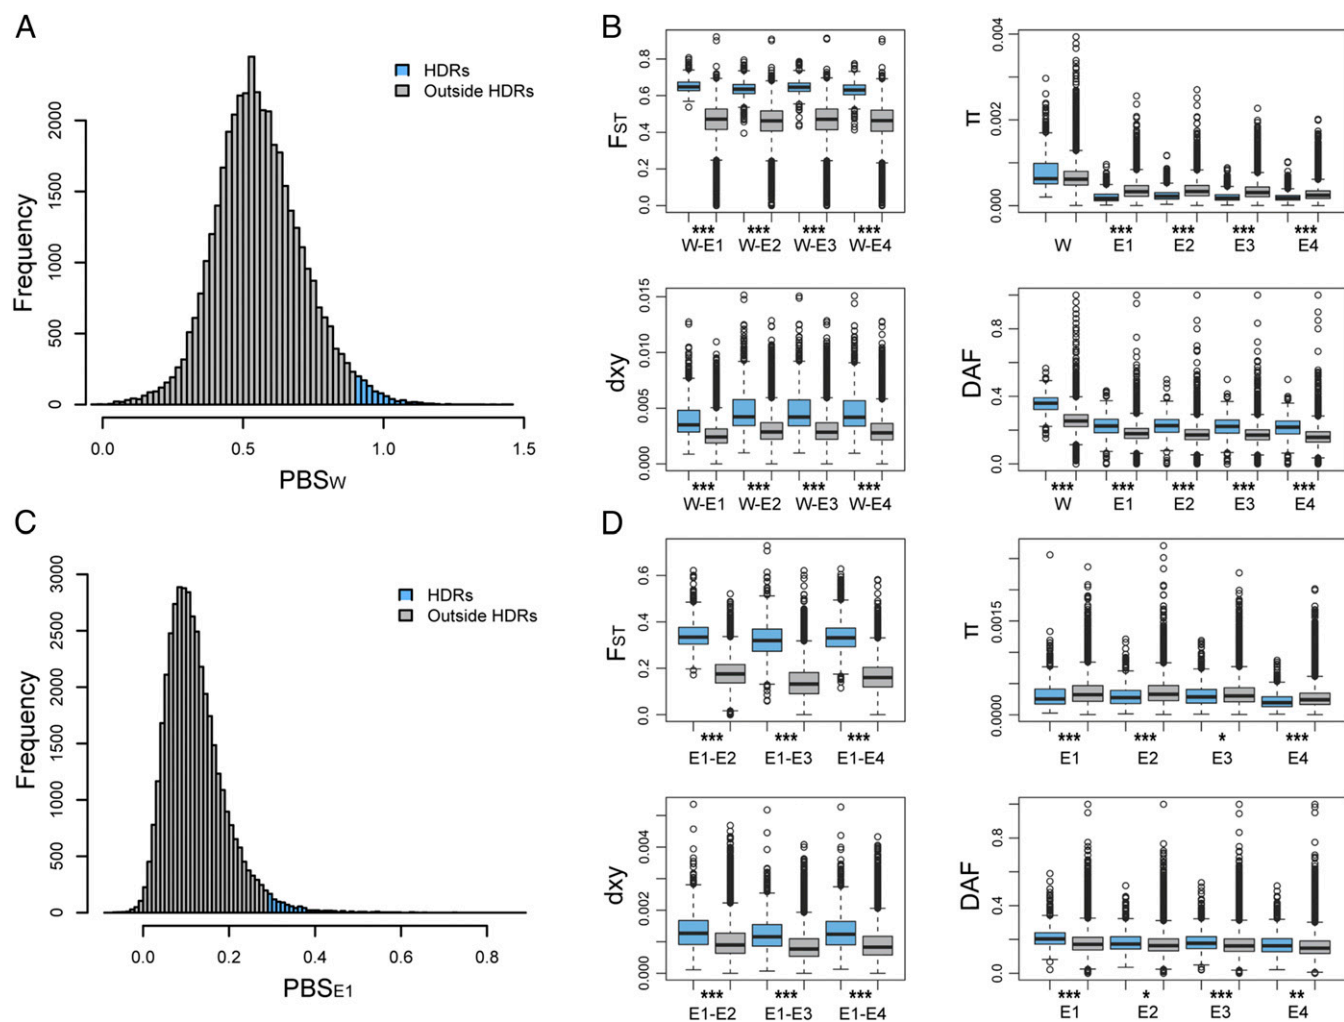 A
HDRs
Outside HDRs
Frequency
2000
1500
1000
500
0
0.0 0.5 1.0 1.5
PBSW
B
FST
0.8
0.6
0.4
0.2
0.0
*** *** *** ***
W-E1 W-E2 W-E3 W-E4
π
0.004
0.002
0.000
*** *** *** ***
W E1 E2 E3 E4
dxy
0.015
0.010
0.005
0.000
*** *** *** ***
W-E1 W-E2 W-E3 W-E4
DAF
0.8
0.4
0.0
*** *** *** *** ***
W E1 E2 E3 E4
C
HDRs
Outside HDRs
Frequency
3000
2500
2000
1500
1000
500
0
0.0 0.2 0.4 0.6 0.8
PBSE1
D
FST
0.6
0.4
0.2
0.0
*** *** ***
E1-E2 E1-E3 E1-E4
π
0.0015
0.0000
*** *** * ***
E1 E2 E3 E4
dxy
0.004
0.002
0.000
*** *** ***
E1-E2 E1-E3 E1-E4
DAF
0.8
0.4
0.0
*** * *** **
E1 E2 E3 E4